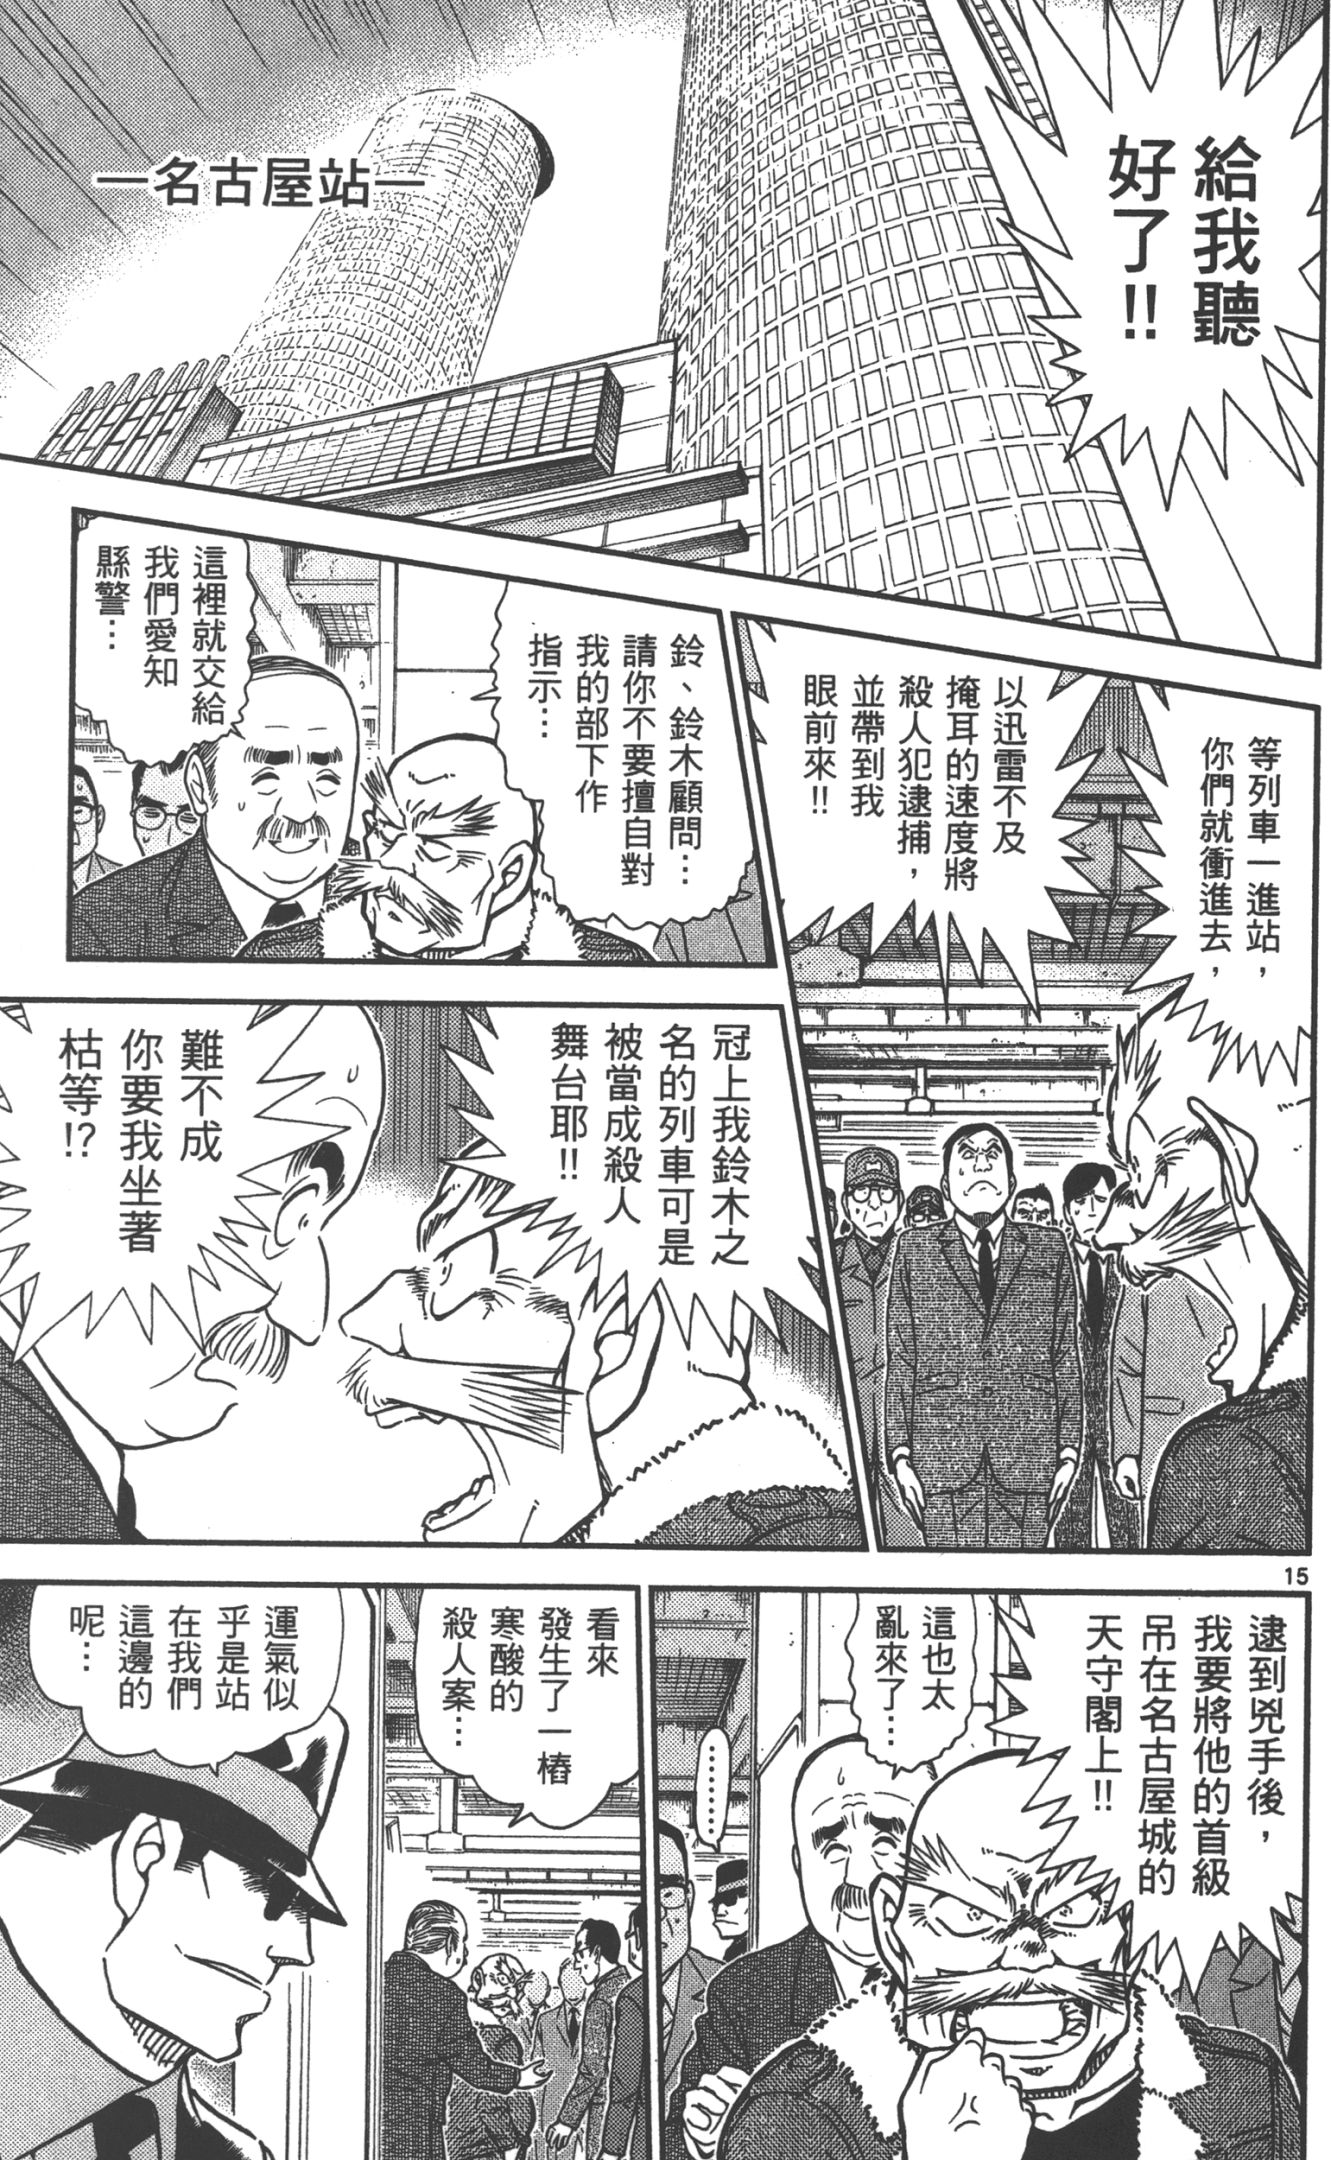 給我聽
好了!!
—名古屋站—
等列車一進站，
你們就衝進去，
以迅雷不及
掩耳的速度將
殺人犯逮捕，
並帶到我
眼前來!!
鈴、鈴木顧問…
請你不要擅自對
我的部下作
指示…
這裡就交給
我們愛知
縣警…
冠上我鈴木之
名的列車可是
被當成殺人
舞台耶!!
難不成
你要我坐著
枯等!?
15
逮到兇手後，
我要將他的首級
吊在名古屋城的
天守閣上!!
這也太
亂來了…
………
看來
發生了一樁
寒酸的
殺人案…
運氣似
乎是站
在我們
這邊的
呢…